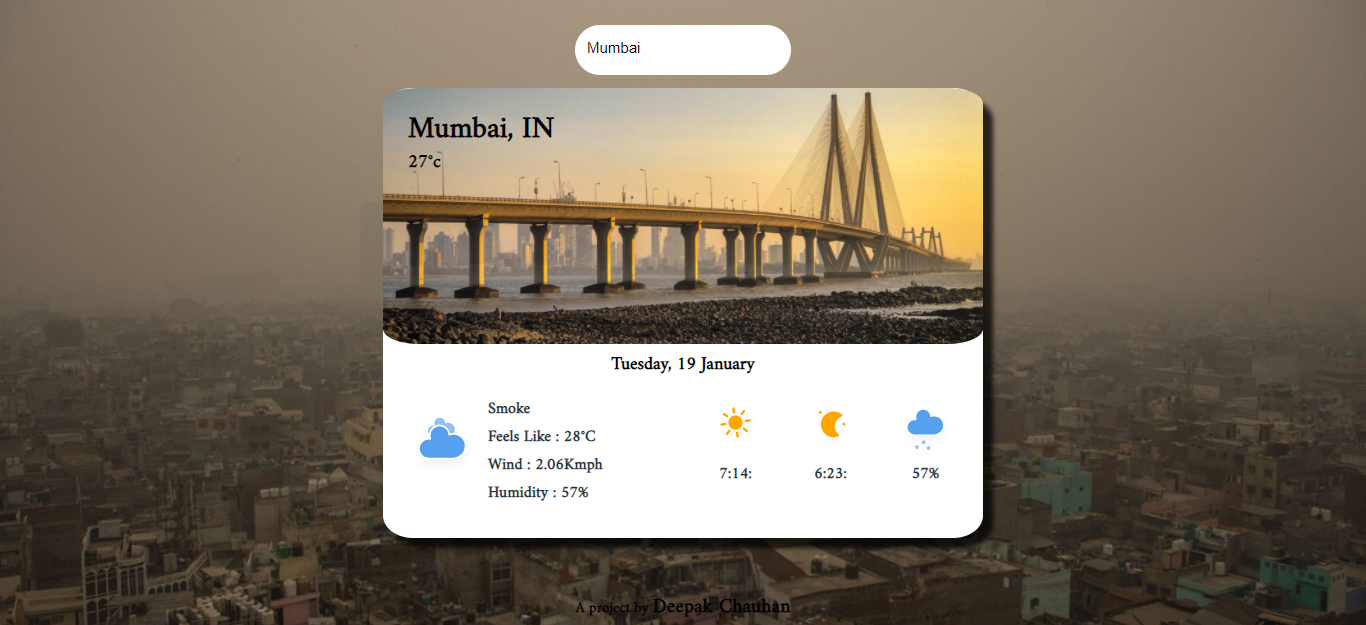 Mumbai
Mumbai, IN
27°c
Tuesday, 19 January
Smoke
Feels Like : 28°C
Wind : 2.06Kmph
Humidity : 57%
7:14: 6:23: 57%
A project by Deepak Chauhan